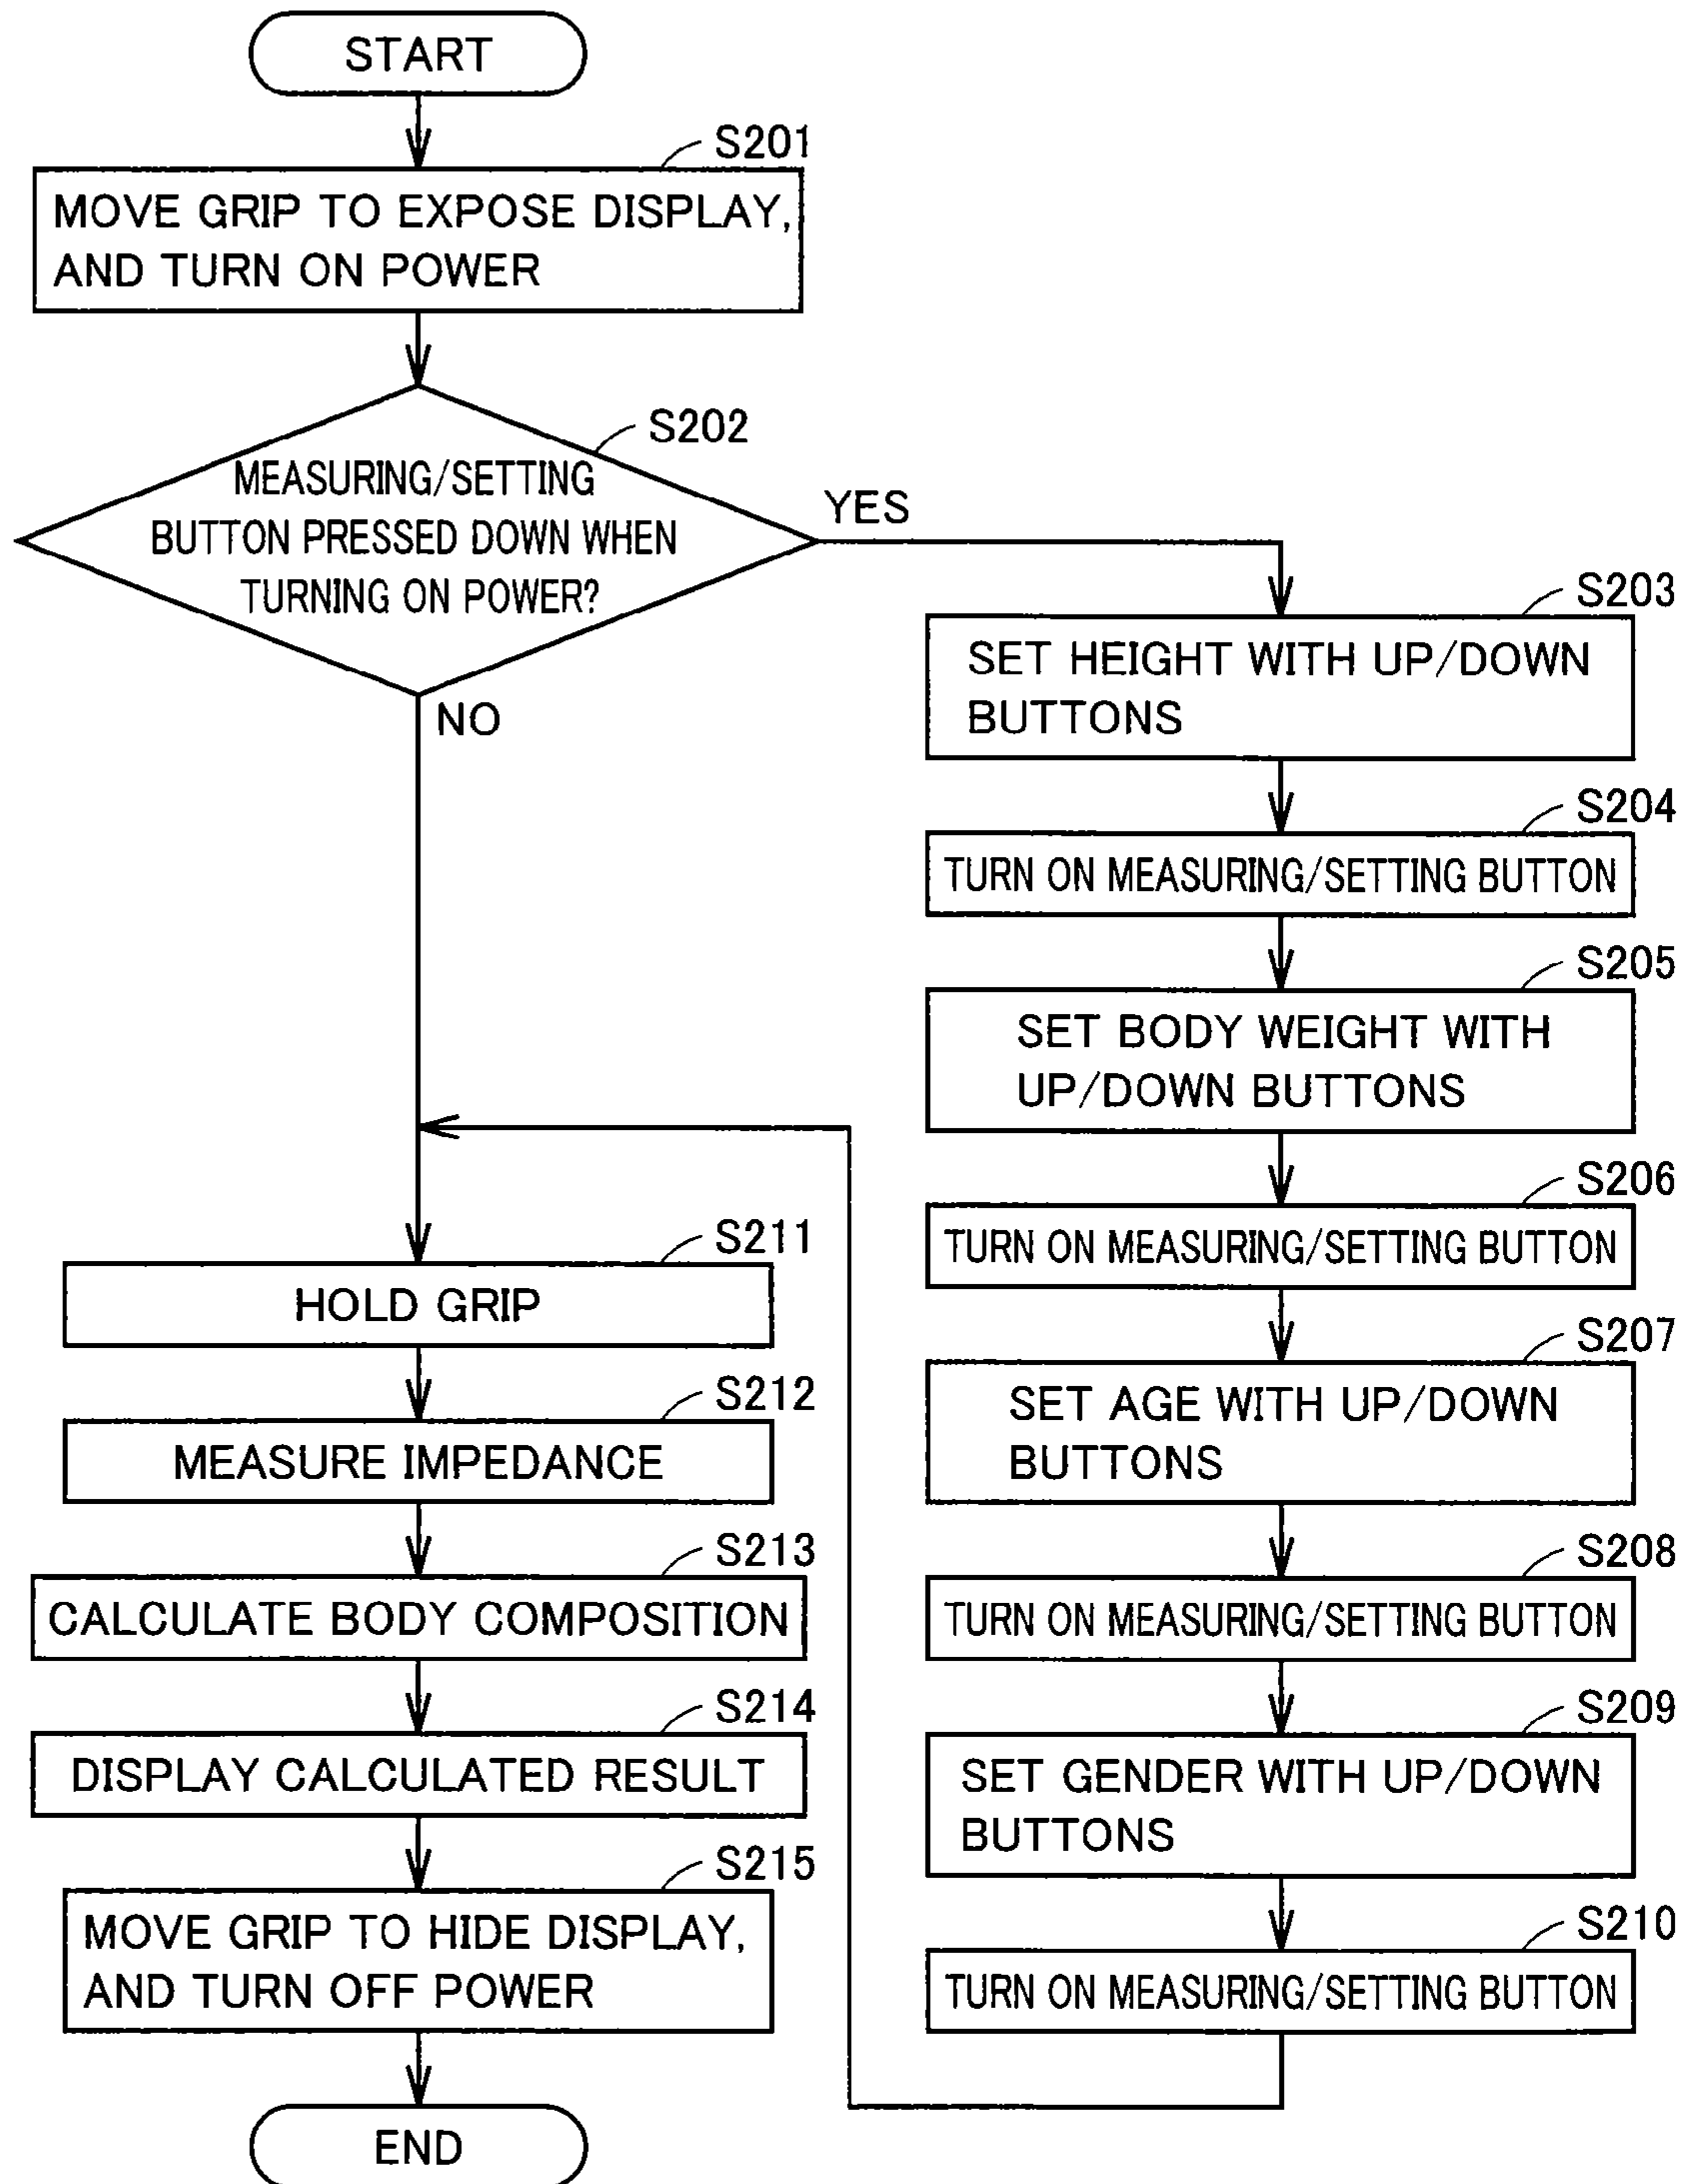 START
S201
MOVE GRIP TO EXPOSE DISPLAY,
AND TURN ON POWER
S202
MEASURING/SETTING
BUTTON PRESSED DOWN WHEN
TURNING ON POWER?
YES
NO
S203
SET HEIGHT WITH UP/DOWN
BUTTONS
S204
TURN ON MEASURING/SETTING BUTTON
S205
SET BODY WEIGHT WITH
UP/DOWN BUTTONS
S206
TURN ON MEASURING/SETTING BUTTON
S207
SET AGE WITH UP/DOWN
BUTTONS
S208
TURN ON MEASURING/SETTING BUTTON
S209
SET GENDER WITH UP/DOWN
BUTTONS
S210
TURN ON MEASURING/SETTING BUTTON
S211
HOLD GRIP
S212
MEASURE IMPEDANCE
S213
CALCULATE BODY COMPOSITION
S214
DISPLAY CALCULATED RESULT
S215
MOVE GRIP TO HIDE DISPLAY,
AND TURN OFF POWER
END